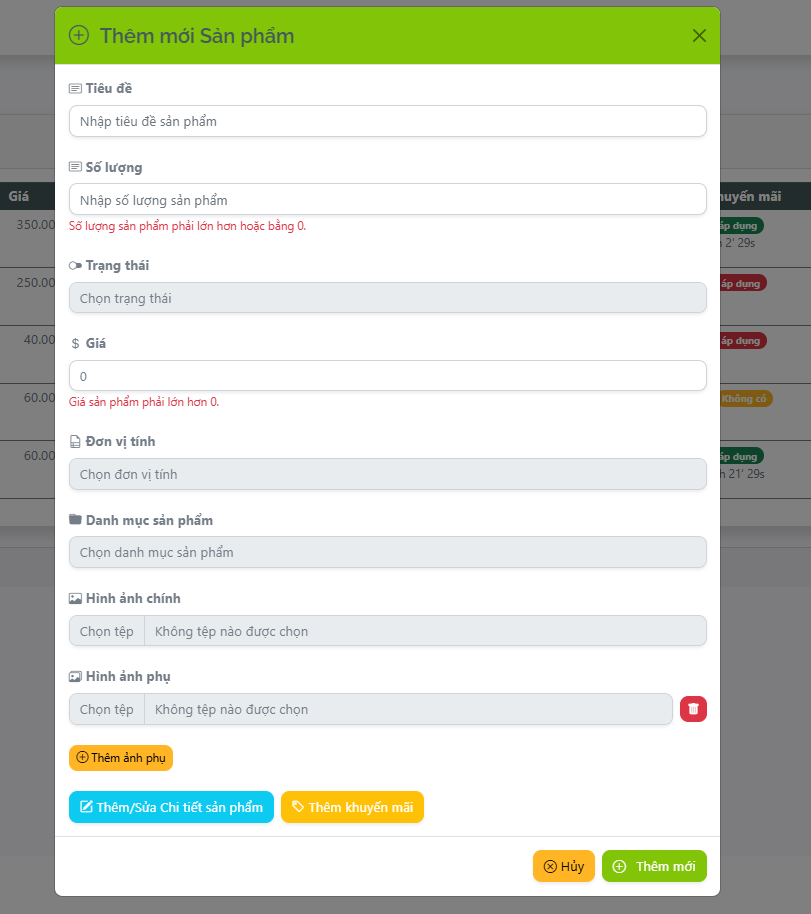 Thêm mới Sản phẩm
Tiêu đề
Nhập tiêu đề sản phẩm
Số lượng
Nhập số lượng sản phẩm
Số lượng sản phẩm phải lớn hơn hoặc bằng 0.
Trạng thái
Chọn trạng thái
$ Giá
0
Giá sản phẩm phải lớn hơn 0.
Đơn vị tính
Chọn đơn vị tính
Danh mục sản phẩm
Chọn danh mục sản phẩm
Hình ảnh chính
Chọn tệp Không tệp nào được chọn
Hình ảnh phụ
Chọn tệp Không tệp nào được chọn
Thêm ảnh phụ
Thêm/Sửa Chi tiết sản phẩm Thêm khuyến mãi
Hủy Thêm mới
Giá
350.00
250.00
40.00
60.00
60.00
mãi
áp dụng
2' 29s
áp dụng
áp dụng
Không có
áp dụng
21' 29s